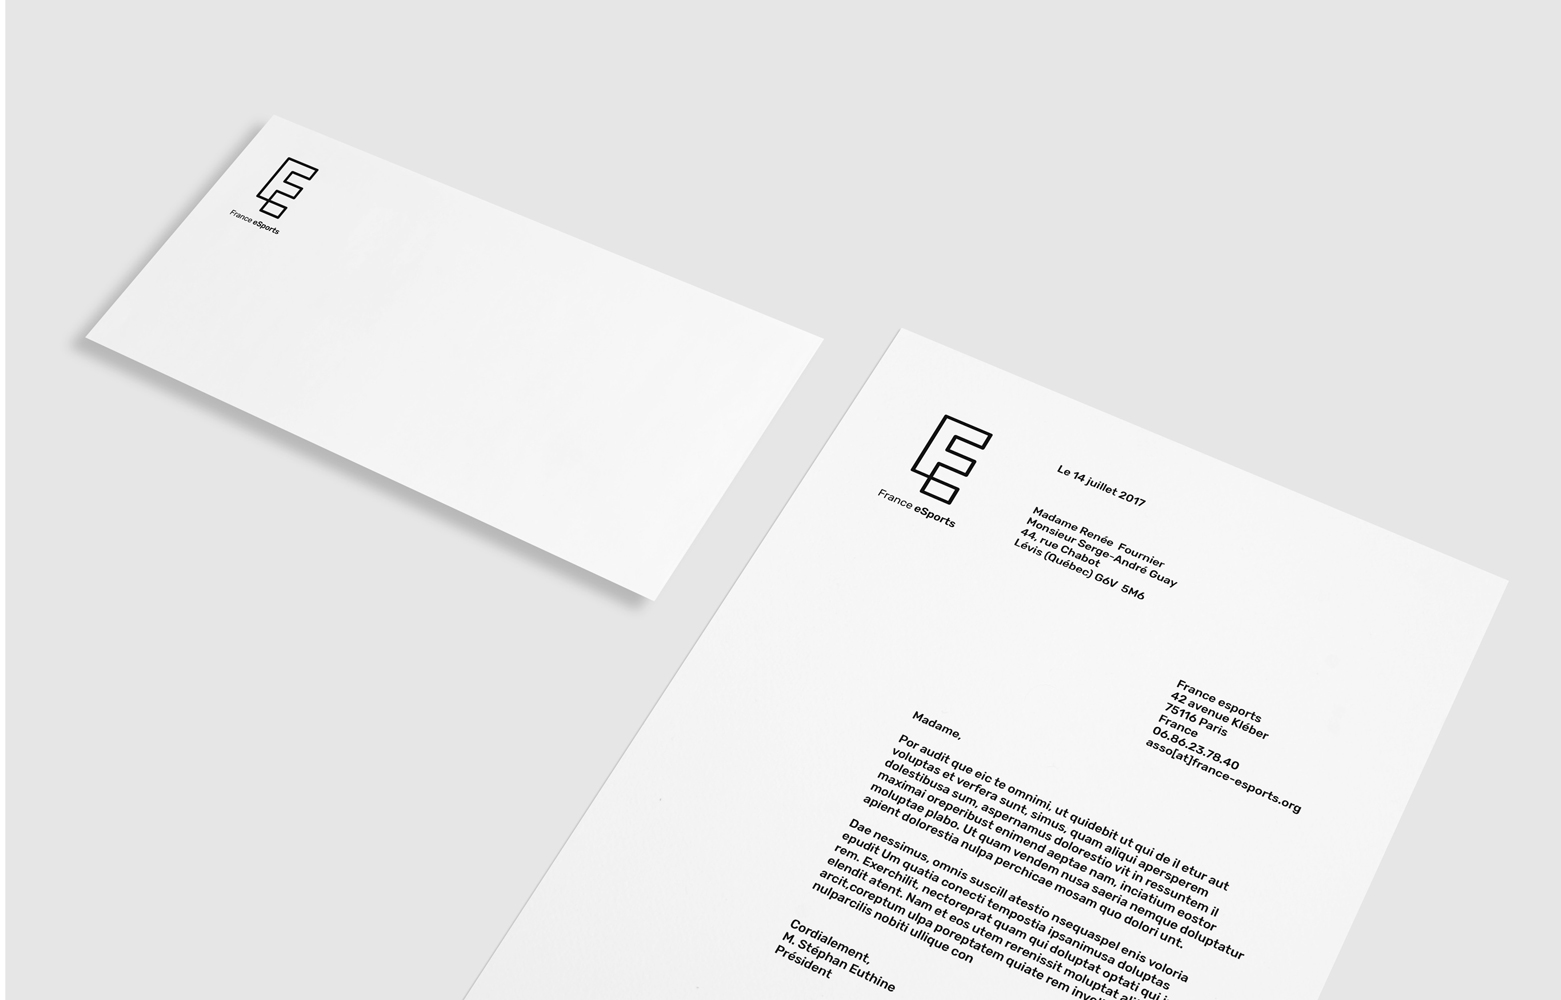 France eSports
France eSports
Le 14 juillet 2017
Madame Renée Fournier
Monsieur Serge-André Guay
44, rue Chabot
Lévis (Québec) G6V 5M6
France esports
42 avenue Kléber
75116 Paris
France
06.86.23.78.40
asso[at]france-esports.org
Madame,
Por audit que eic te omnimi, ut quidebit ut qui de il etur aut
voluptas et verfera sunt, simus, quam aliqui apersperem
dolestibusa sum, aspernamus dolorestio vit in ressuntem il
maximai oreperibust enimend aeptae nam, inciatium eostor
moluptae plabo. Ut quam vendem nusa saeria nemque doluptatur
apient dolorestia nulpa perchicae mosam quo dolori unt.
Dae nessimus, omnis suscill atestio nsequaspel enis voloria
epudit Um quatia conecti tempostia ipsanimusa doluptas
rem. Exerchilit, nectoreprat quam qui doluptat optati qui
elendit atent. Nam et eos utem rerenissit moluptat
arcit,coreptum ulpa poreptatem quiate rem
nulparcilis nobiti ullique con
Cordialement,
M. Stéphan Euthine
Président